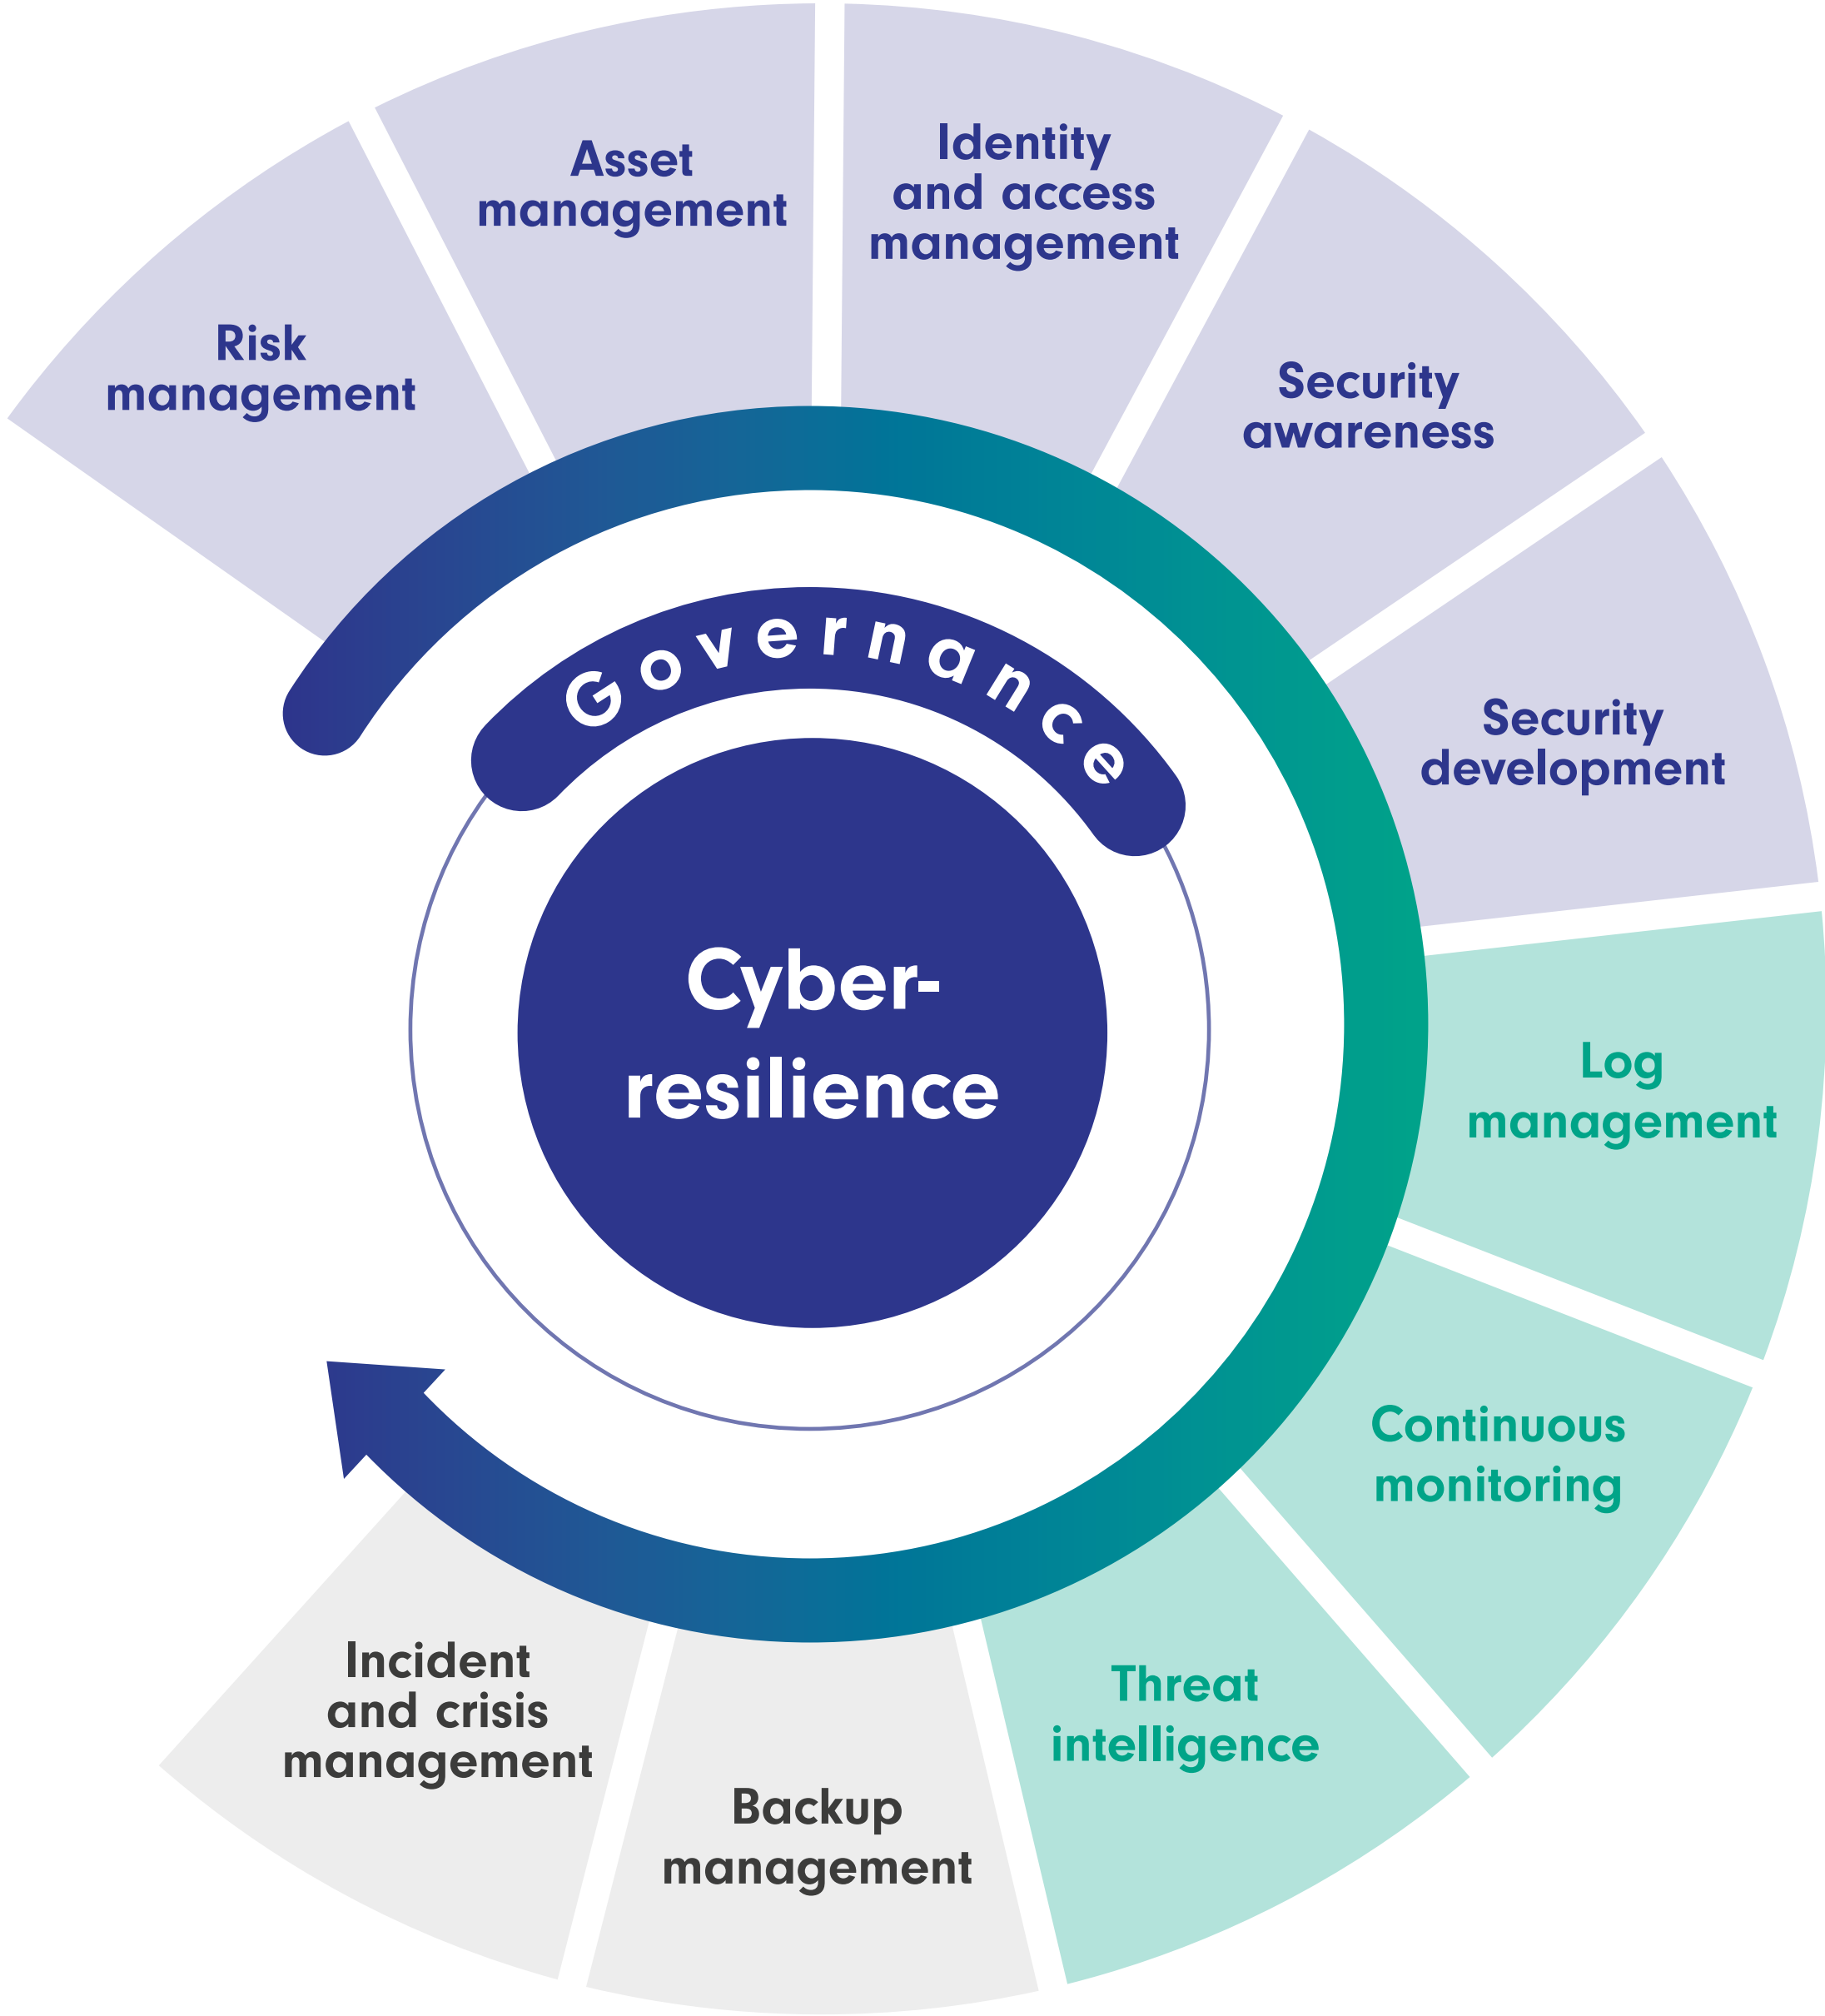 Risk
management
Asset
management
Identity
and access
management
Security
awareness
Security
development
Log
management
Continuous
monitoring
Threat
intelligence
Backup
management
Incident
and crisis
management
Governance
Cyber-
resilience